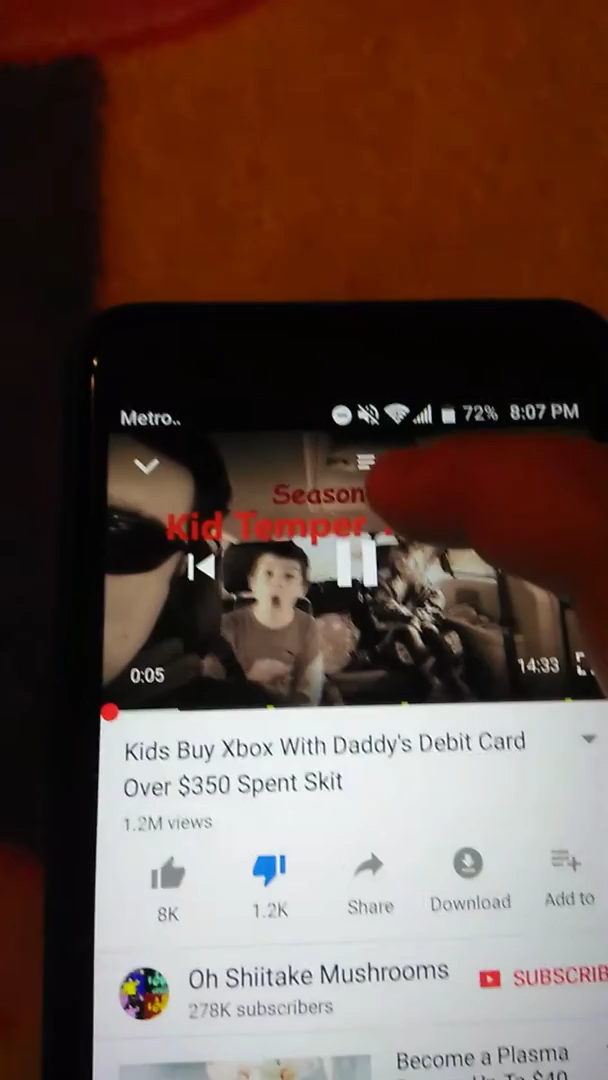 Metro..
72% 8:07 PM
Season
Kid Temper
0:05
14:33
Kids Buy Xbox With Daddy's Debit Card
Over $350 Spent Skit
1.2M views
8K
1.2K
Share
Download
Add to
Oh Shiitake Mushrooms
SUBSCRIB
278K subscribers
Become a Plasma